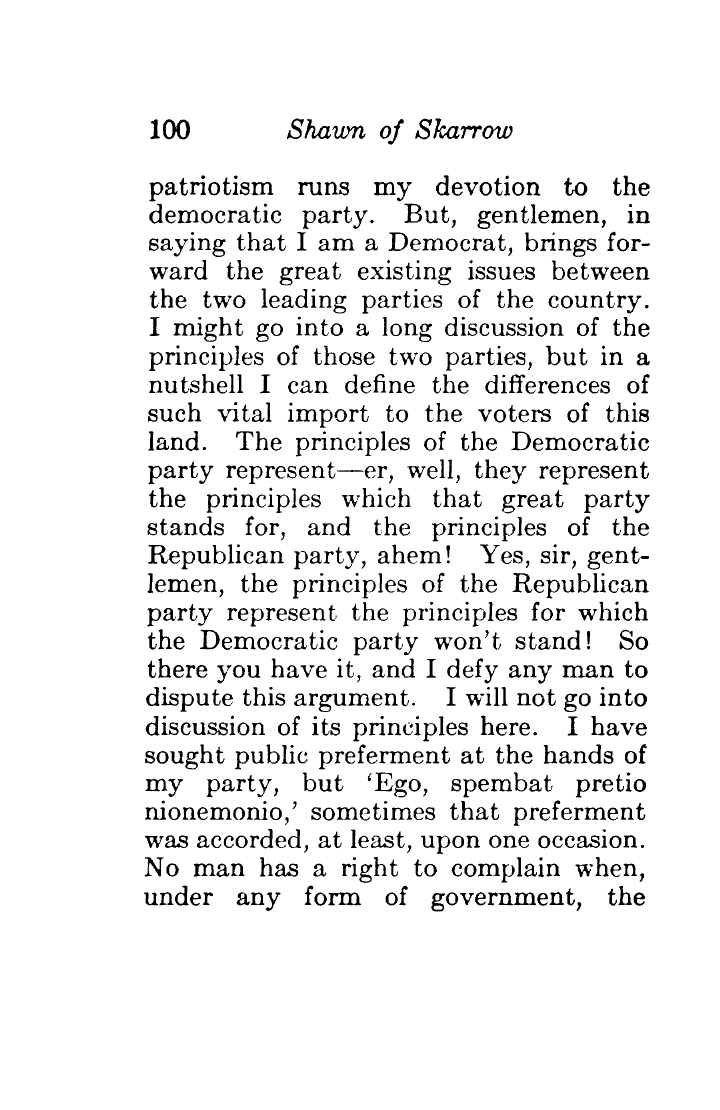 100 Shawn of Skarrow
patriotism runs my devotion to the
democratic party. But, gentlemen, in
saying that I am a Democrat, brings for-
ward the great existing issues between
the two leading parties of the country.
I might go into a long discussion of the
principles of those two parties, but in a
nutshell I can define the differences of
such vital import to the voters of this
land. The principles of the Democratic
party represent—er, well, they represent
the principles which that great party
stands for, and the principles of the
Republican party, ahem! Yes, sir, gent-
lemen, the principles of the Republican
party represent the principles for which
the Democratic party won't stand! So
there you have it, and I defy any man to
dispute this argument. I will not go into
discussion of its principles here. I have
sought public preferment at the hands of
my party, but ‘Ego, spembat pretio
nionemonio,’ sometimes that preferment
was accorded, at least, upon one occasion.
No man has a right to complain when,
under any form of government, the